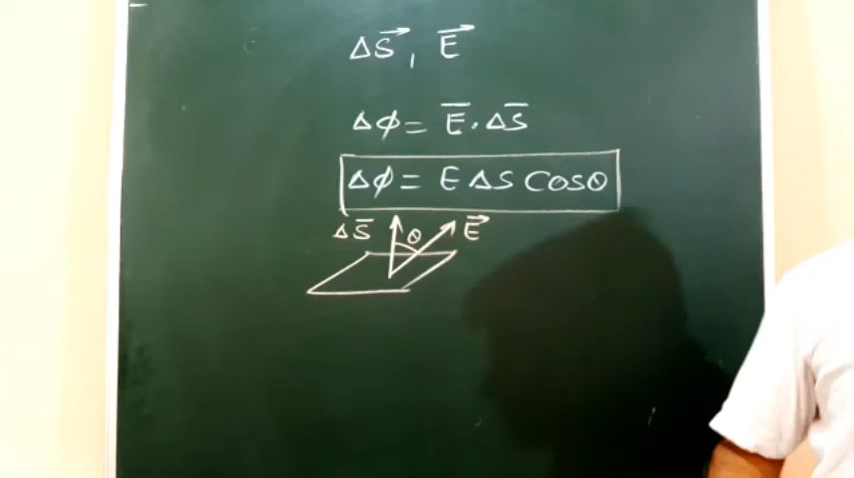 ΔS⃗, E⃗
Δϕ = E̅ . ΔS̅
Δϕ = E ΔS Cosθ
ΔS̅ θ E⃗